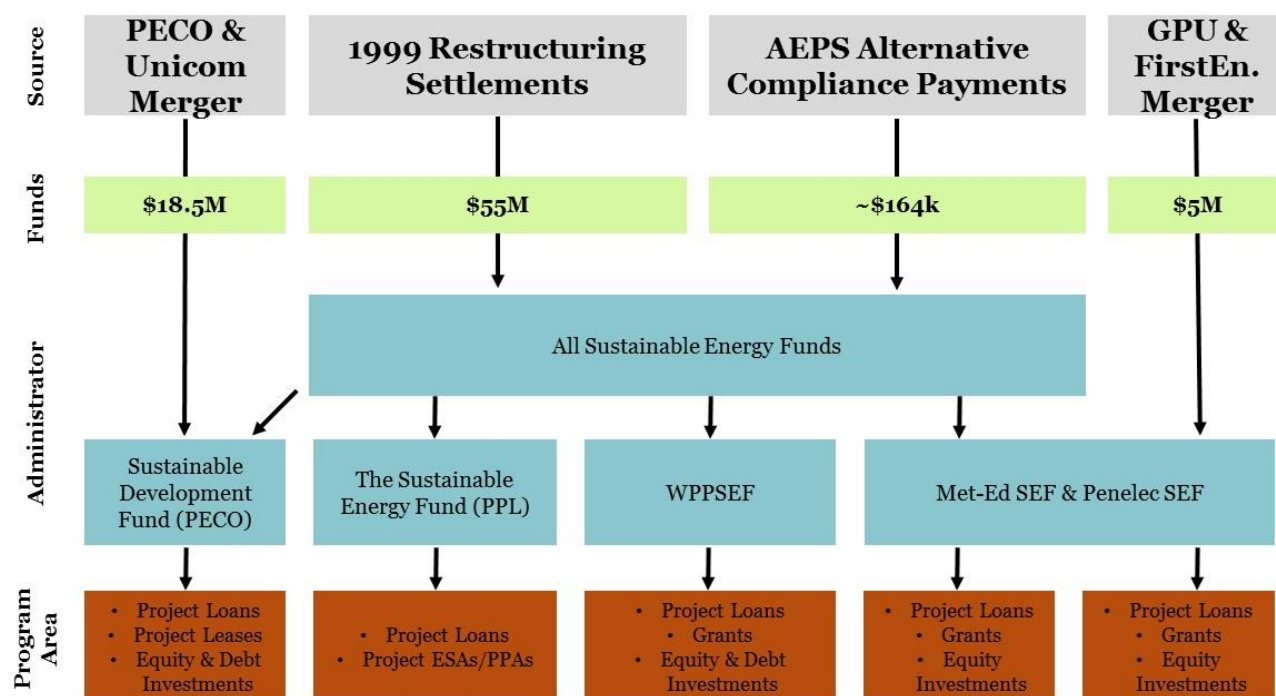 Source
PECO &
Unicom
Merger
1999 Restructuring
Settlements
AEPS Alternative
Compliance Payments
GPU &
FirstEn.
Merger
Funds
$18.5M
$55M
~$164k
$5M
Administrator
All Sustainable Energy Funds
Sustainable
Development
Fund (PECO)
The Sustainable
Energy Fund (PPL)
WPPSEF
Met-Ed SEF & Penelec SEF
Program
Area
• Project Loans
• Project Leases
• Equity & Debt
Investments
• Project Loans
• Project ESAs/PPAs
• Project Loans
• Grants
• Equity & Debt
Investments
• Project Loans
• Grants
• Equity
Investments
• Project Loans
• Grants
• Equity
Investments